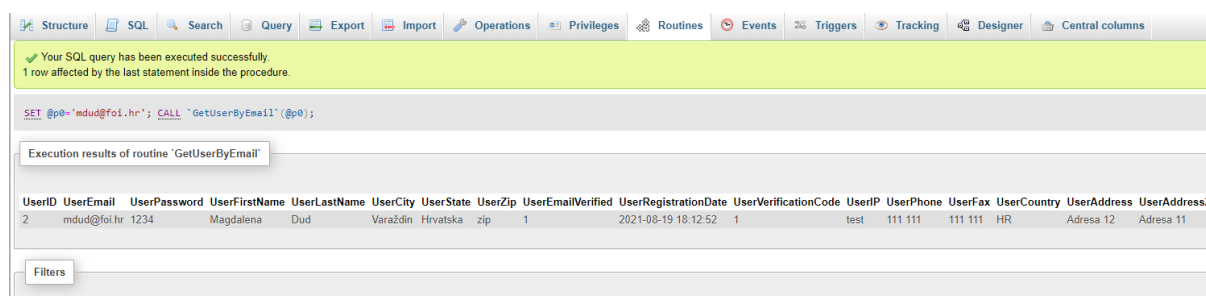 Structure SQL Search Query Export Import Operations Privileges Routines Events Triggers Tracking Designer Central columns
Your SQL query has been executed successfully.
1 row affected by the last statement inside the procedure.
SET @p0='mdud@foi.hr'; CALL `GetUserByEmail`(@p0);
Execution results of routine `GetUserByEmail`
UserID UserEmail UserPassword UserFirstName UserLastName UserCity UserState UserZip UserEmailVerified UserRegistrationDate UserVerificationCode UserIP UserPhone UserFax UserCountry UserAddress UserAddress
2 mdud@foi.hr 1234 Magdalena Dud Varaždin Hrvatska zip 1 2021-08-19 18:12:52 1 test 111 111 111 111 HR Adresa 12 Adresa 11
Filters